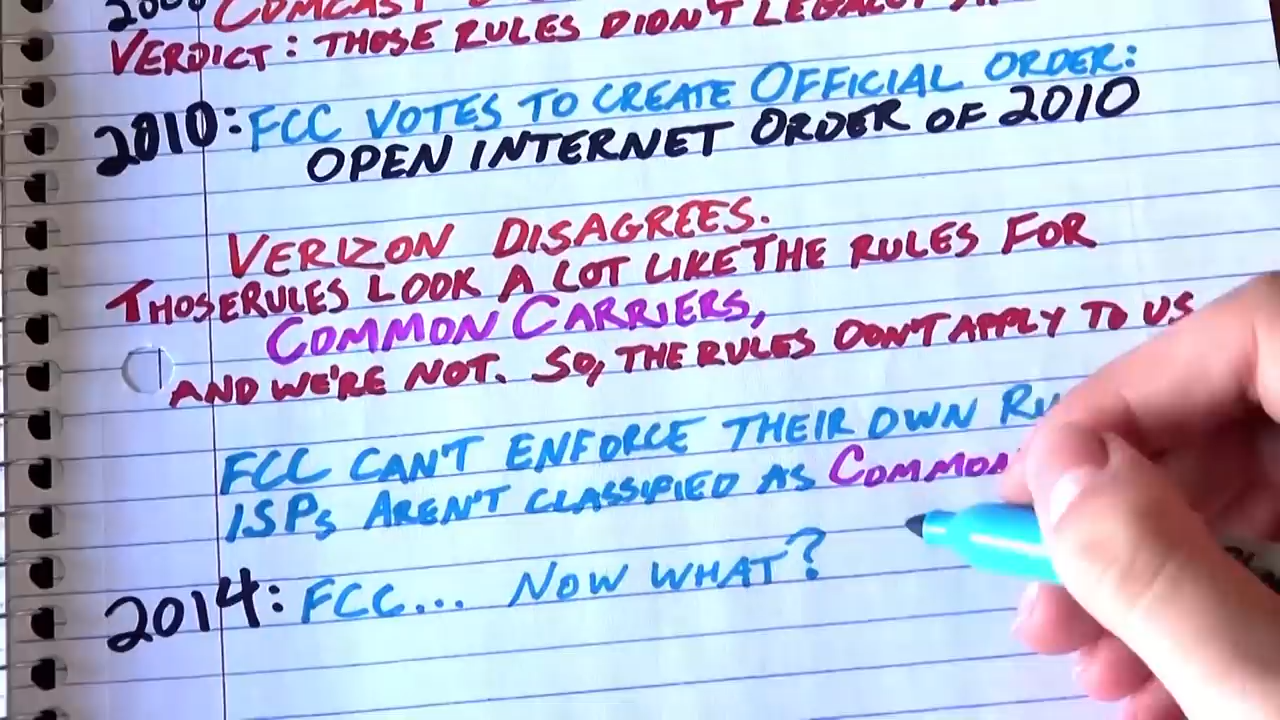 COMCAST
VERDICT: THOSE RULES DIDN'T
2010: FCC VOTES TO CREATE OFFICIAL ORDER:
OPEN INTERNET ORDER OF 2010
VERIZON DISAGREES.
THOSE RULES LOOK A LOT LIKE THE RULES FOR
COMMON CARRIERS,
AND WE'RE NOT. SO, THE RULES DON'T APPLY TO US
FCC CAN'T ENFORCE THEIR OWN
ISPs AREN'T CLASSIFIED AS COMMON
2014: FCC... NOW WHAT?